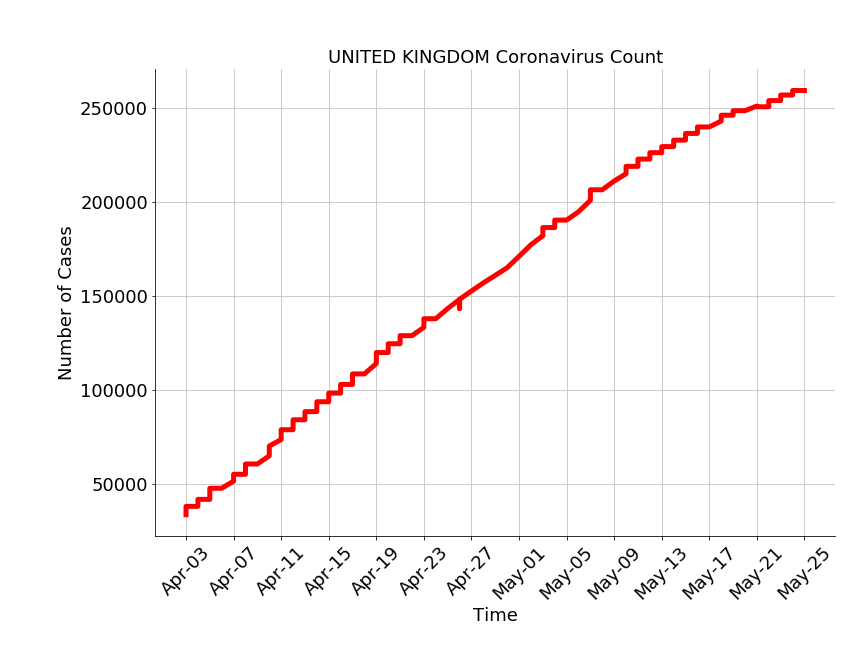 UNITED KINGDOM Coronavirus Count
250000
200000
150000
100000
50000
Number of Cases
Apr-03
Apr-07
Apr-11
Apr-15
Apr-19
Apr-23
Apr-27
May-01
May-05
May-09
May-13
May-17
May-21
May-25
Time